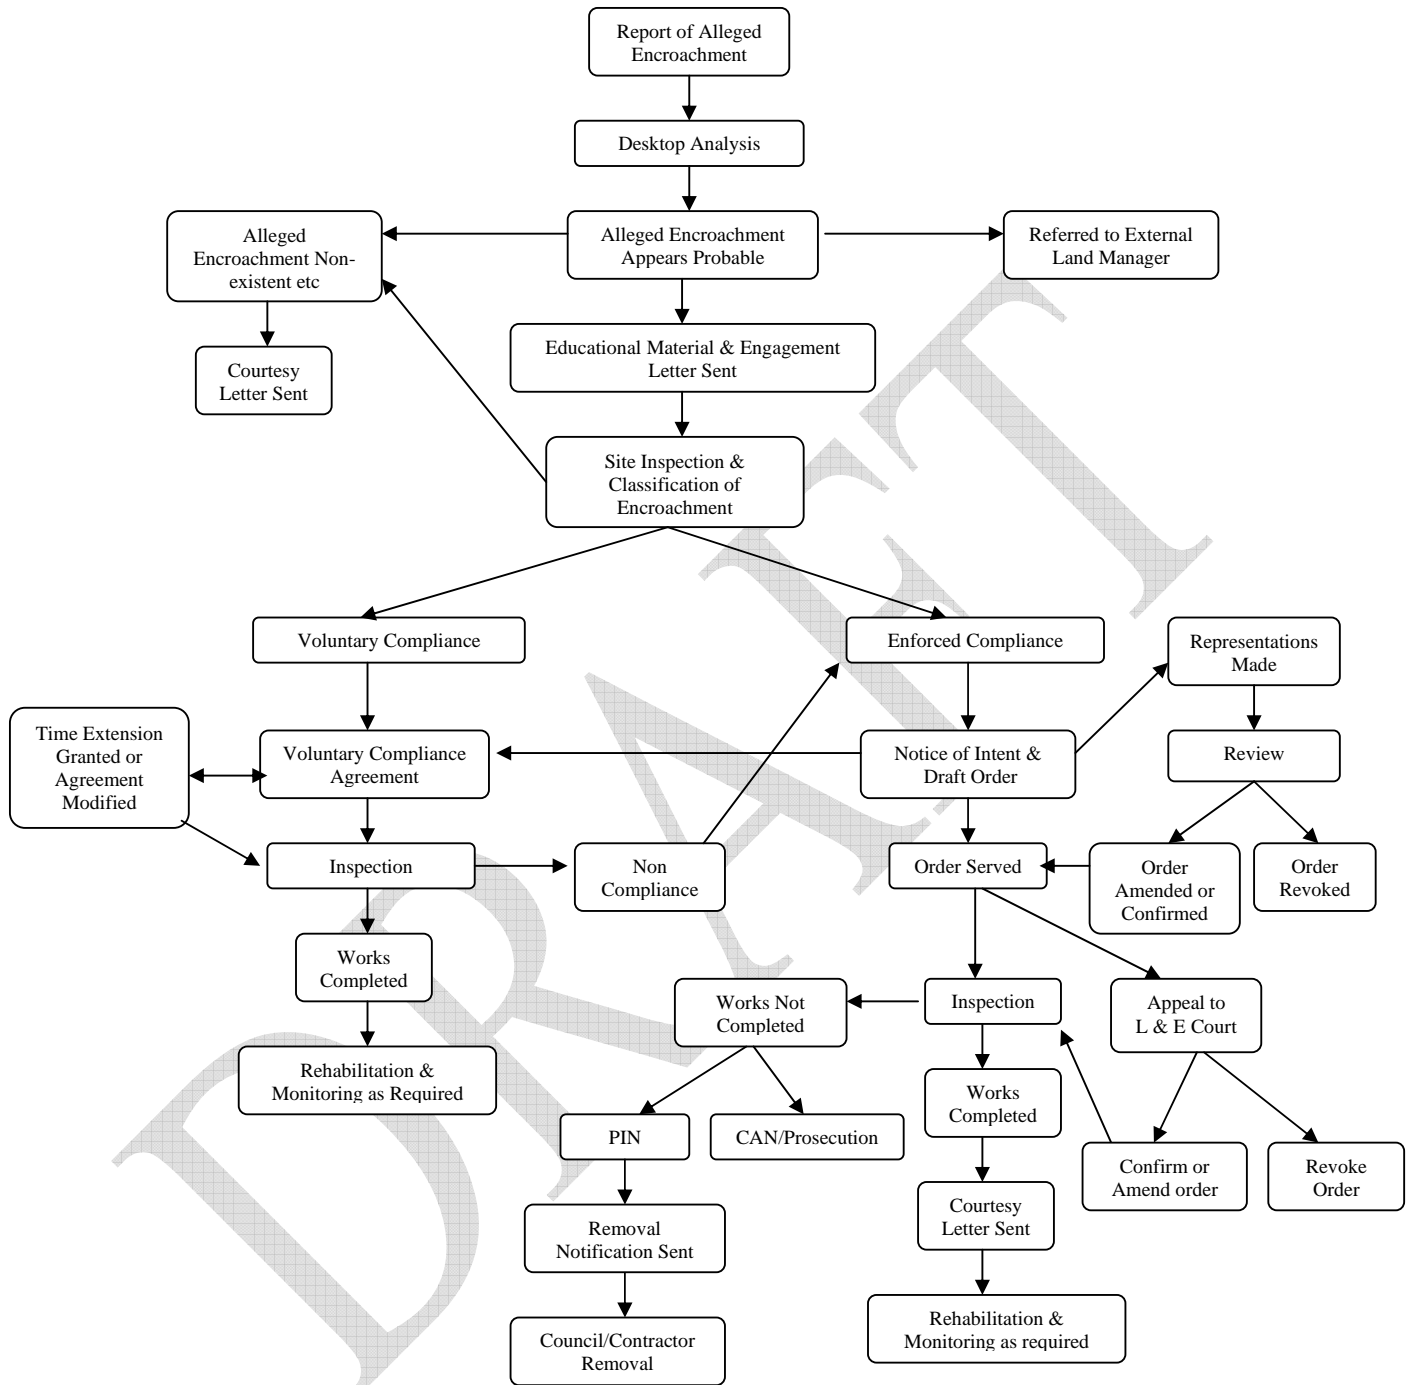 Report of Alleged
Encroachment
Desktop Analysis
Alleged
Encroachment Non-
existent etc
Alleged Encroachment
Appears Probable
Referred to External
Land Manager
Courtesy
Letter Sent
Educational Material & Engagement
Letter Sent
Site Inspection &
Classification of
Encroachment
Voluntary Compliance
Enforced Compliance
Representations
Made
Time Extension
Granted or
Agreement
Modified
Voluntary Compliance
Agreement
Notice of Intent &
Draft Order
Review
Inspection
Non
Compliance
Order Served
Order
Amended or
Confirmed
Order
Revoked
Works
Completed
Works Not
Completed
Inspection
Appeal to
L & E Court
Rehabilitation &
Monitoring as Required
Works
Completed
PIN
CAN/Prosecution
Confirm or
Amend order
Revoke
Order
Removal
Notification Sent
Courtesy
Letter Sent
Council/Contractor
Removal
Rehabilitation &
Monitoring as required
DRAFT